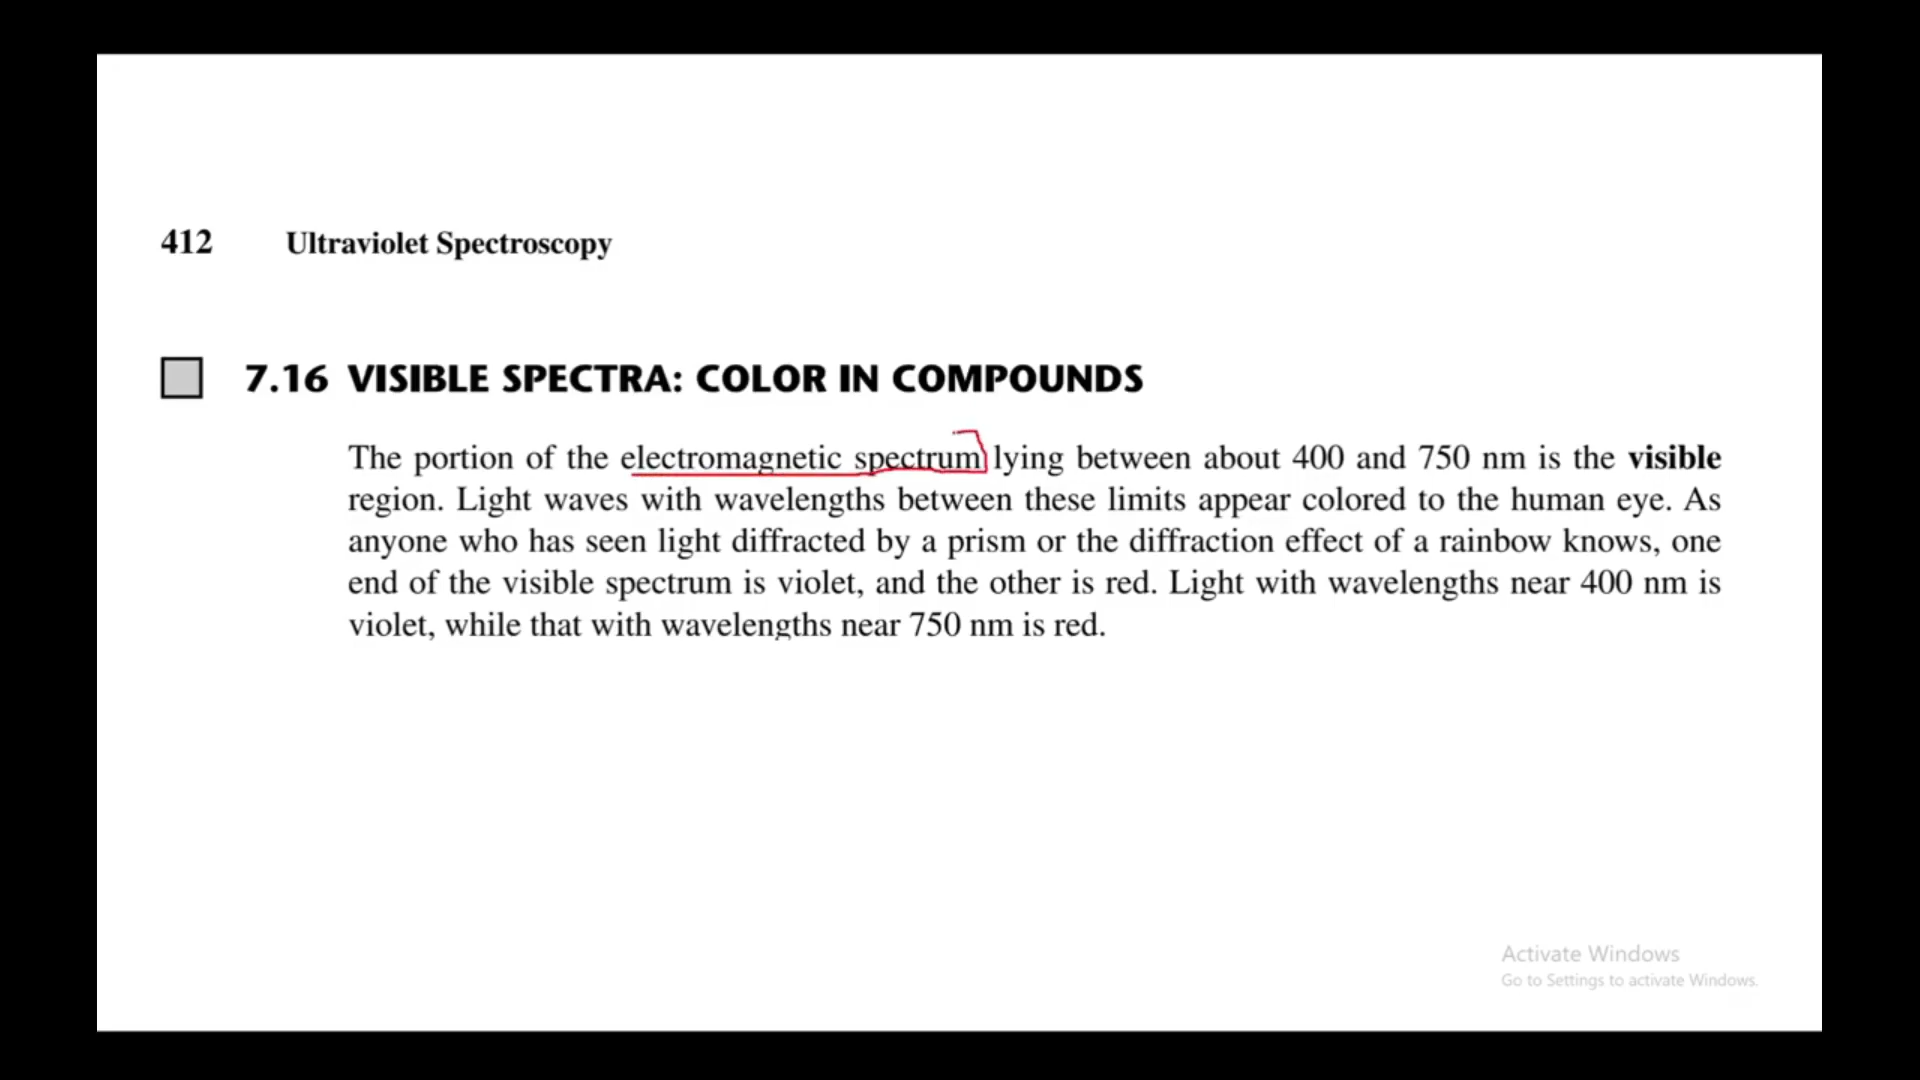 412 Ultraviolet Spectroscopy
7.16 VISIBLE SPECTRA: COLOR IN COMPOUNDS
The portion of the electromagnetic spectrum lying between about 400 and 750 nm is the visible
region. Light waves with wavelengths between these limits appear colored to the human eye. As
anyone who has seen light diffracted by a prism or the diffraction effect of a rainbow knows, one
end of the visible spectrum is violet, and the other is red. Light with wavelengths near 400 nm is
violet, while that with wavelengths near 750 nm is red.
Activate Windows
Go to Settings to activate Windows.